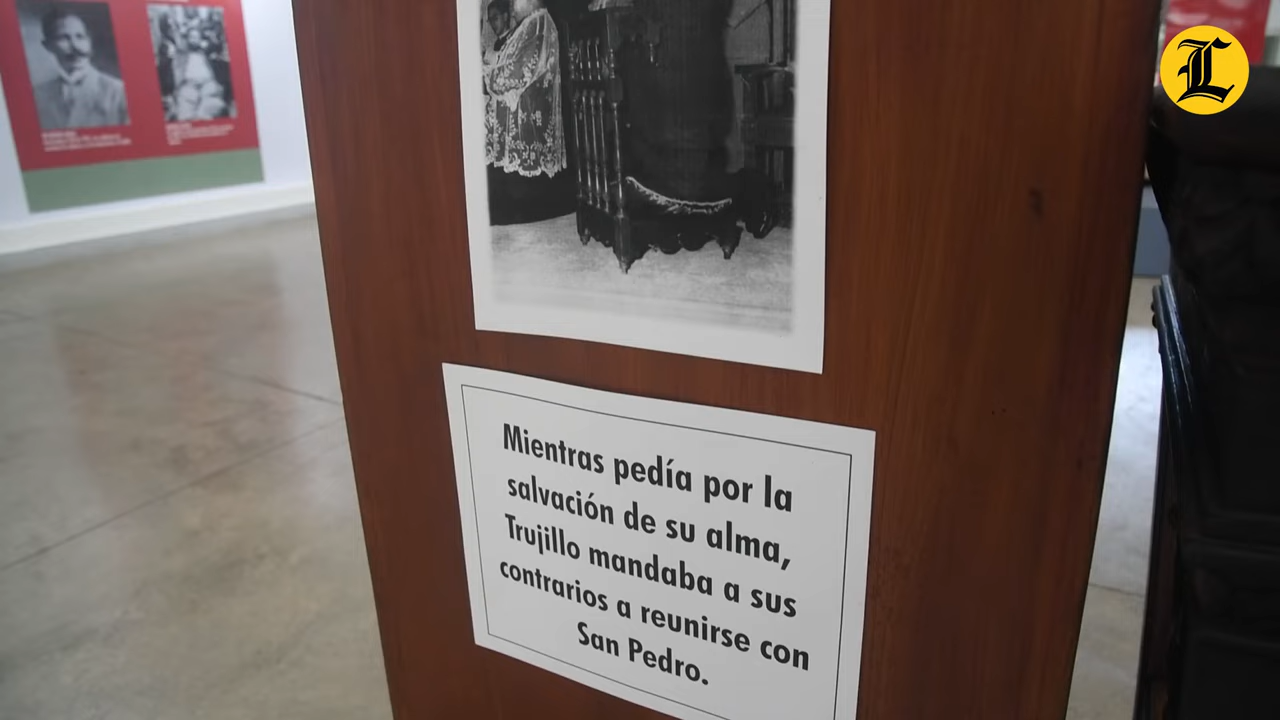 L
Mientras pedía por la
salvación de su alma,
Trujillo mandaba a sus
contrarios a reunirse con
San Pedro.